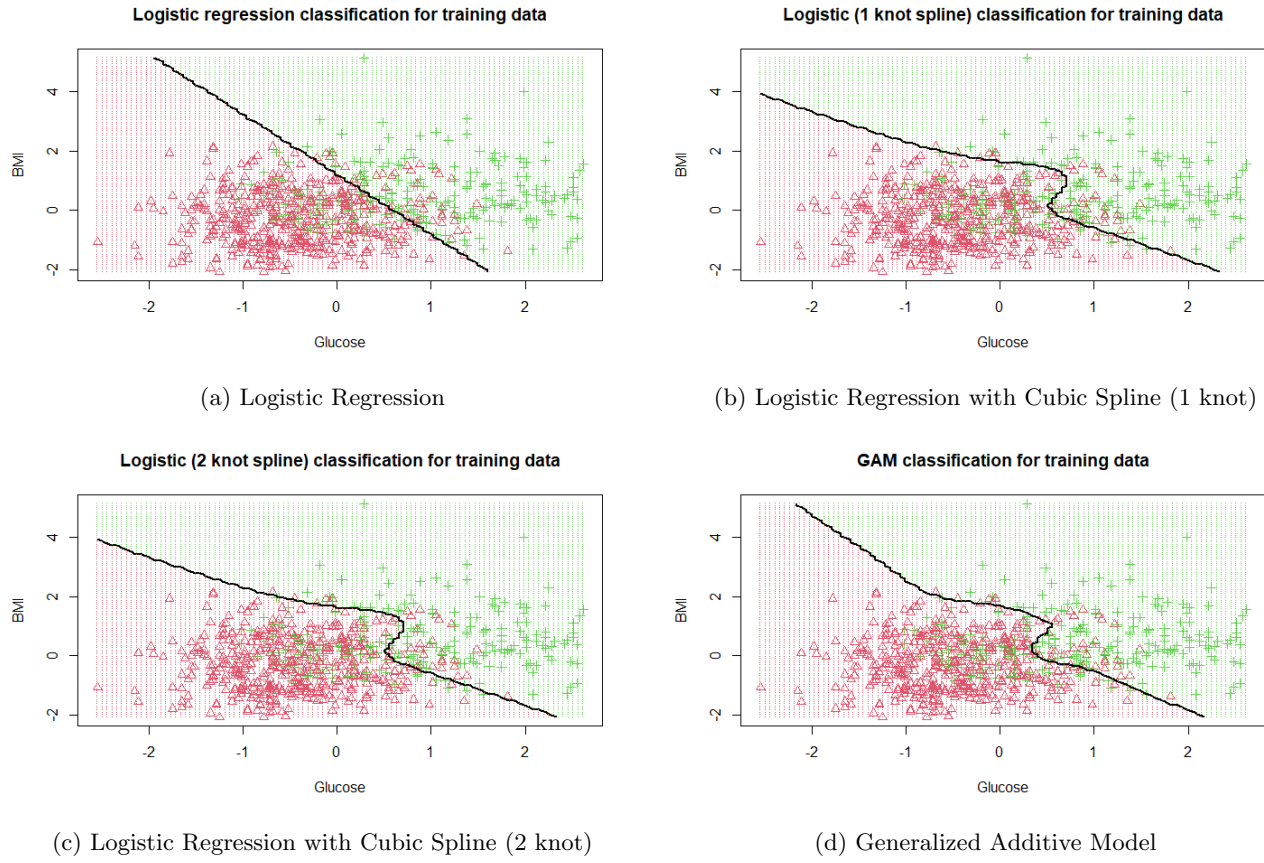 Logistic regression classification for training data
BMI
4
2
0
-2
-2 -1 0 1 2
Glucose
(a) Logistic Regression
Logistic (1 knot spline) classification for training data
BMI
4
2
0
-2
-2 -1 0 1 2
Glucose
(b) Logistic Regression with Cubic Spline (1 knot)
Logistic (2 knot spline) classification for training data
BMI
4
2
0
-2
-2 -1 0 1 2
Glucose
(c) Logistic Regression with Cubic Spline (2 knot)
GAM classification for training data
BMI
4
2
0
-2
-2 -1 0 1 2
Glucose
(d) Generalized Additive Model